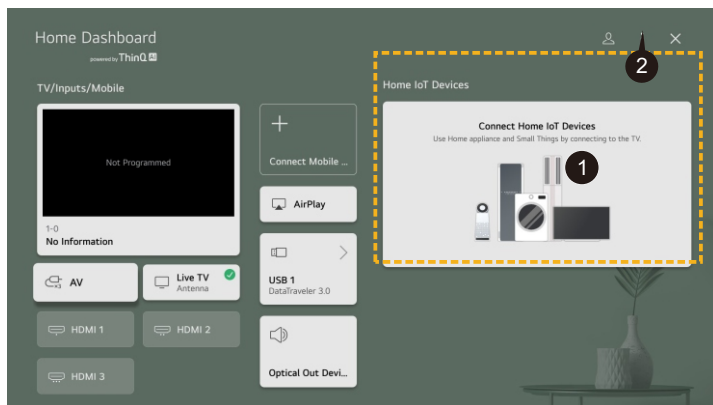 Home Dashboard
powered by ThinQ AI
2
TV/Inputs/Mobile
Not Programmed
1-0
No Information
AV
Live TV
Antenna
HDMI 1
HDMI 2
HDMI 3
Connect Mobile ...
AirPlay
USB 1
DataTraveler 3.0
Optical Out Devi...
Home IoT Devices
Connect Home IoT Devices
Use Home appliance and Small Things by connecting to the TV.
1